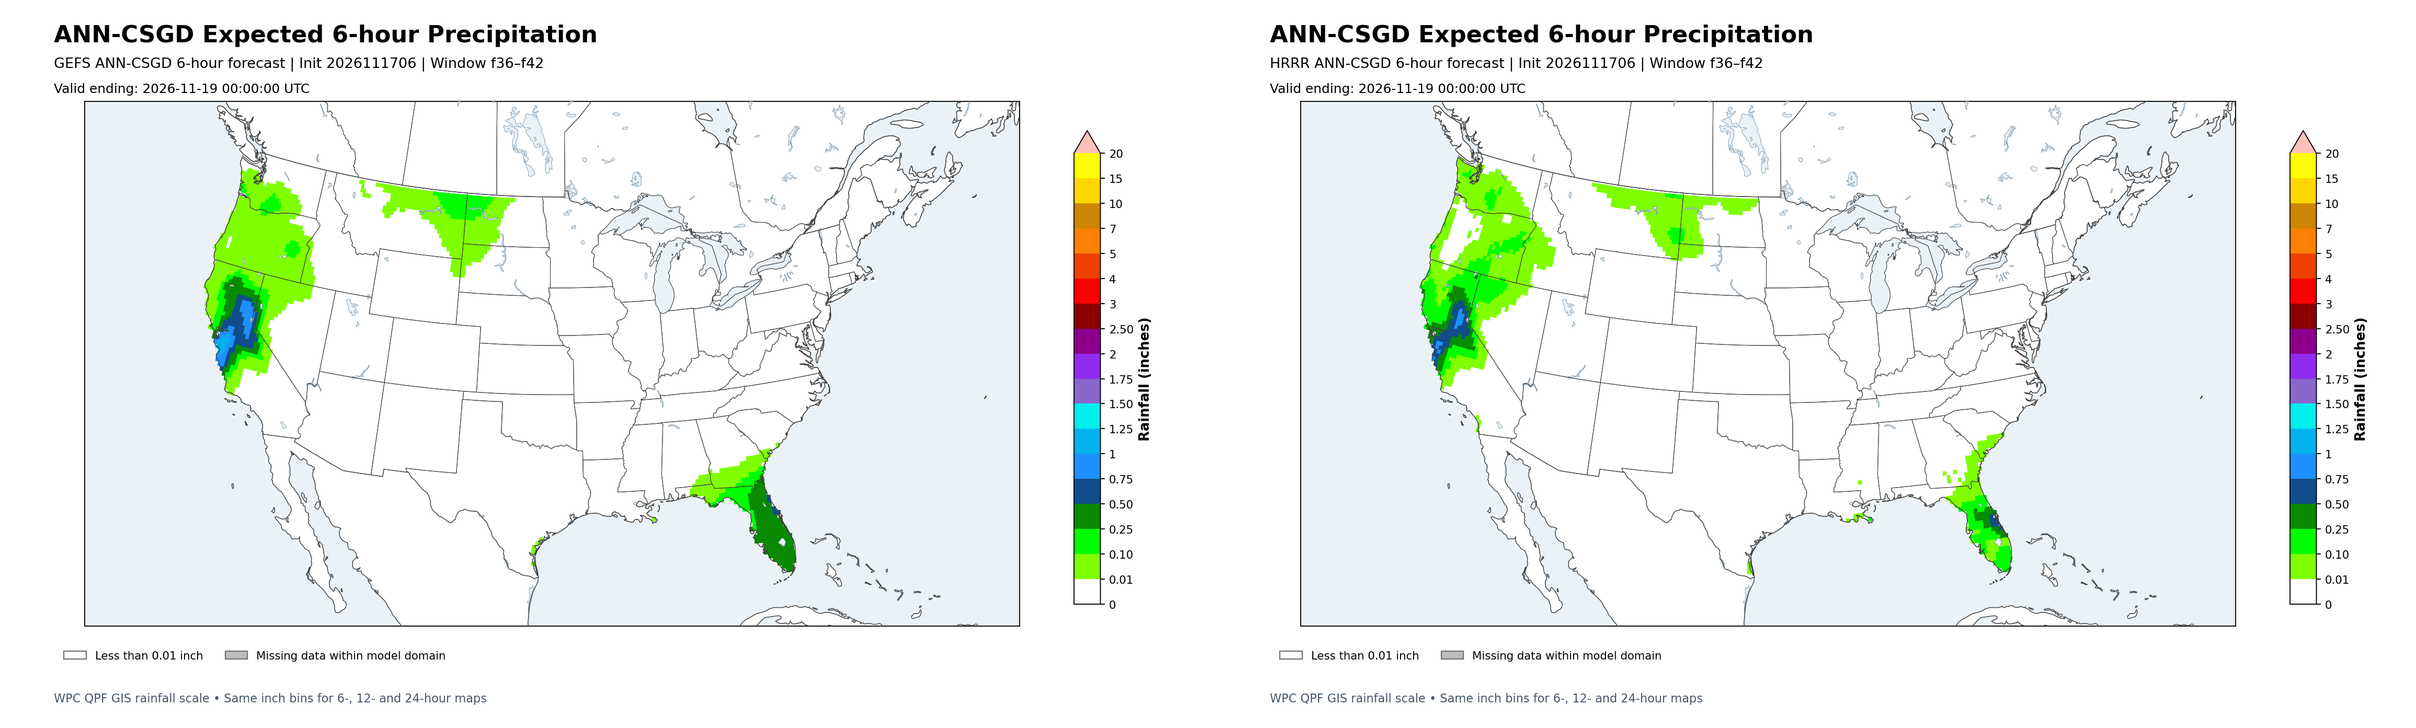 ANN-CSGD Expected 6-hour Precipitation
GEFS ANN-CSGD 6-hour forecast | Init 2026111706 | Window f36–f42
Valid ending: 2026-11-19 00:00:00 UTC
20
15
10
7
5
4
3
2.50
2
1.75
1.50
1.25
1
0.75
0.50
0.25
0.10
0.01
0
Rainfall (inches)
Less than 0.01 inch
Missing data within model domain
WPC QPF GIS rainfall scale • Same inch bins for 6-, 12- and 24-hour maps
ANN-CSGD Expected 6-hour Precipitation
HRRR ANN-CSGD 6-hour forecast | Init 2026111706 | Window f36–f42
Valid ending: 2026-11-19 00:00:00 UTC
20
15
10
7
5
4
3
2.50
2
1.75
1.50
1.25
1
0.75
0.50
0.25
0.10
0.01
0
Rainfall (inches)
Less than 0.01 inch
Missing data within model domain
WPC QPF GIS rainfall scale • Same inch bins for 6-, 12- and 24-hour maps